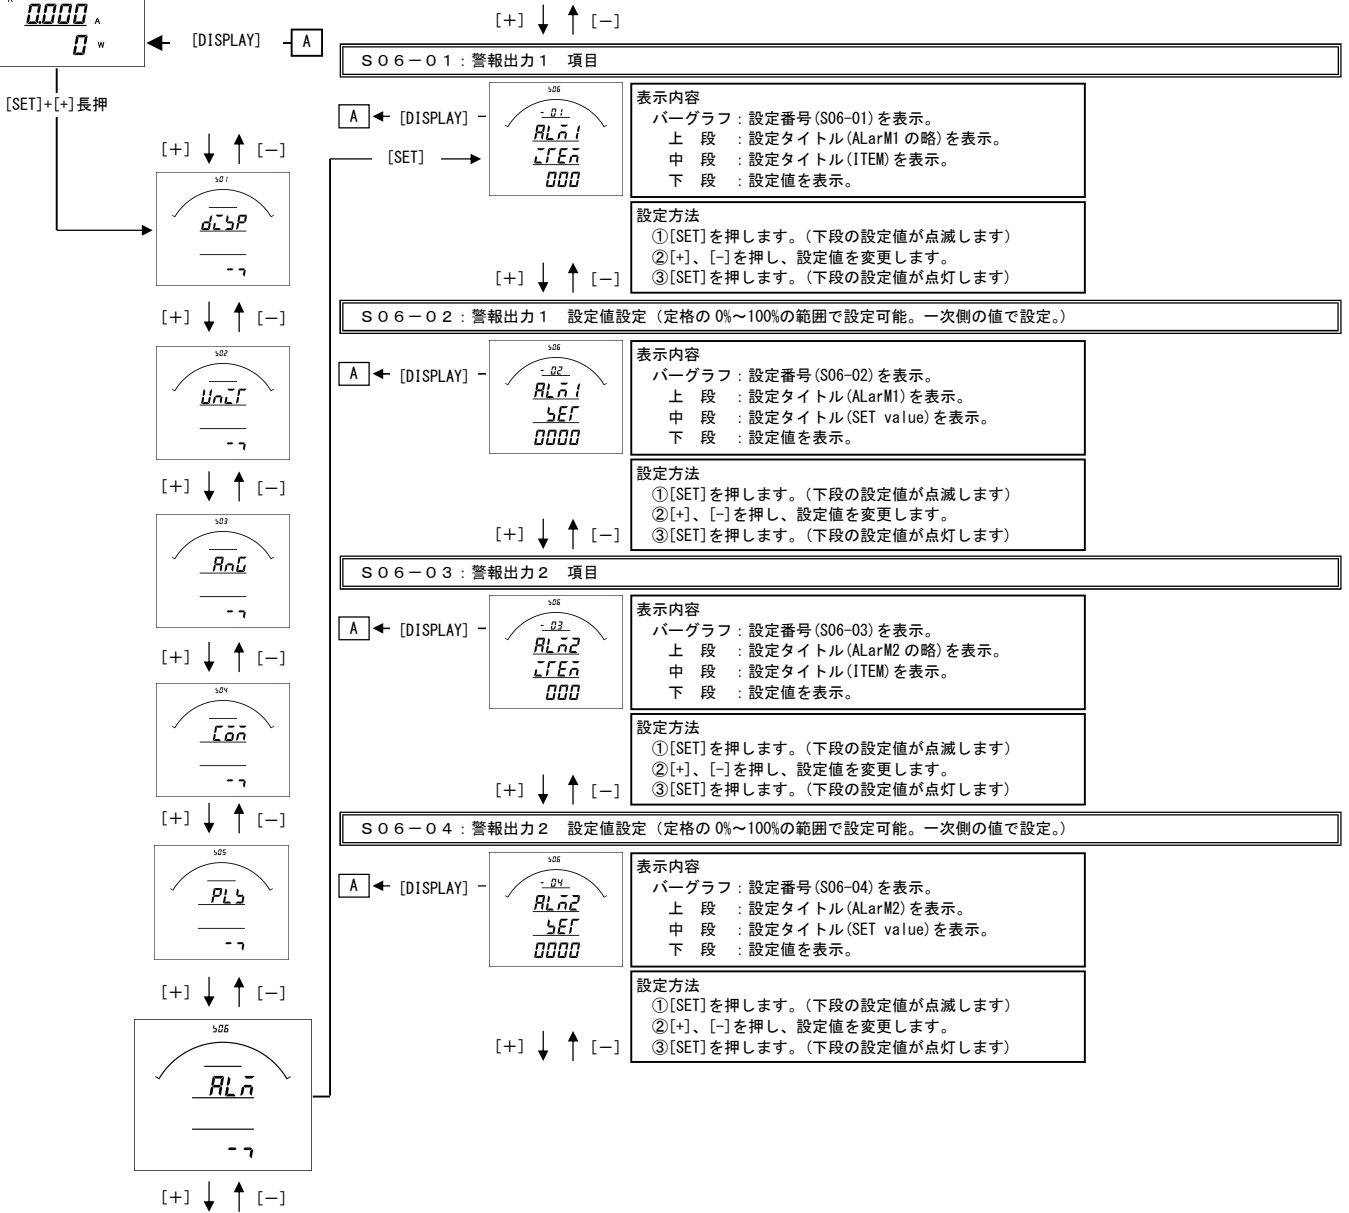 0.000 A
0 W
[DISPLAY] A
[SET]+[+]長押
[+] [−]
S01
dISP
[+] [−]
S02
UnIT
[+] [−]
S03
AnG
[+] [−]
S04
Com
[+] [−]
S05
PLS
[+] [−]
S06
ALm
[+] [−]
[SET]
[+] [−]
S06-01:警報出力1 項目
A [DISPLAY]
S06
-01
ALm1
ITEm
000
表示内容
バーグラフ:設定番号(S06-01)を表示。
上 段 :設定タイトル(ALarM1の略)を表示。
中 段 :設定タイトル(ITEM)を表示。
下 段 :設定値を表示。
設定方法
①[SET]を押します。(下段の設定値が点滅します)
②[+]、[-]を押し、設定値を変更します。
③[SET]を押します。(下段の設定値が点灯します)
[+] [−]
S06-02:警報出力1 設定値設定(定格の0%~100%の範囲で設定可能。一次側の値で設定。)
A [DISPLAY]
S06
-02
ALm1
SET
0000
表示内容
バーグラフ:設定番号(S06-02)を表示。
上 段 :設定タイトル(ALarM1)を表示。
中 段 :設定タイトル(SET value)を表示。
下 段 :設定値を表示。
設定方法
①[SET]を押します。(下段の設定値が点滅します)
②[+]、[-]を押し、設定値を変更します。
③[SET]を押します。(下段の設定値が点灯します)
[+] [−]
S06-03:警報出力2 項目
A [DISPLAY]
S06
-03
ALm2
ITEm
000
表示内容
バーグラフ:設定番号(S06-03)を表示。
上 段 :設定タイトル(ALarM2の略)を表示。
中 段 :設定タイトル(ITEM)を表示。
下 段 :設定値を表示。
設定方法
①[SET]を押します。(下段の設定値が点滅します)
②[+]、[-]を押し、設定値を変更します。
③[SET]を押します。(下段の設定値が点灯します)
[+] [−]
S06-04:警報出力2 設定値設定(定格の0%~100%の範囲で設定可能。一次側の値で設定。)
A [DISPLAY]
S06
-04
ALm2
SET
0000
表示内容
バーグラフ:設定番号(S06-04)を表示。
上 段 :設定タイトル(ALarM2)を表示。
中 段 :設定タイトル(SET value)を表示。
下 段 :設定値を表示。
設定方法
①[SET]を押します。(下段の設定値が点滅します)
②[+]、[-]を押し、設定値を変更します。
③[SET]を押します。(下段の設定値が点灯します)
[+] [−]